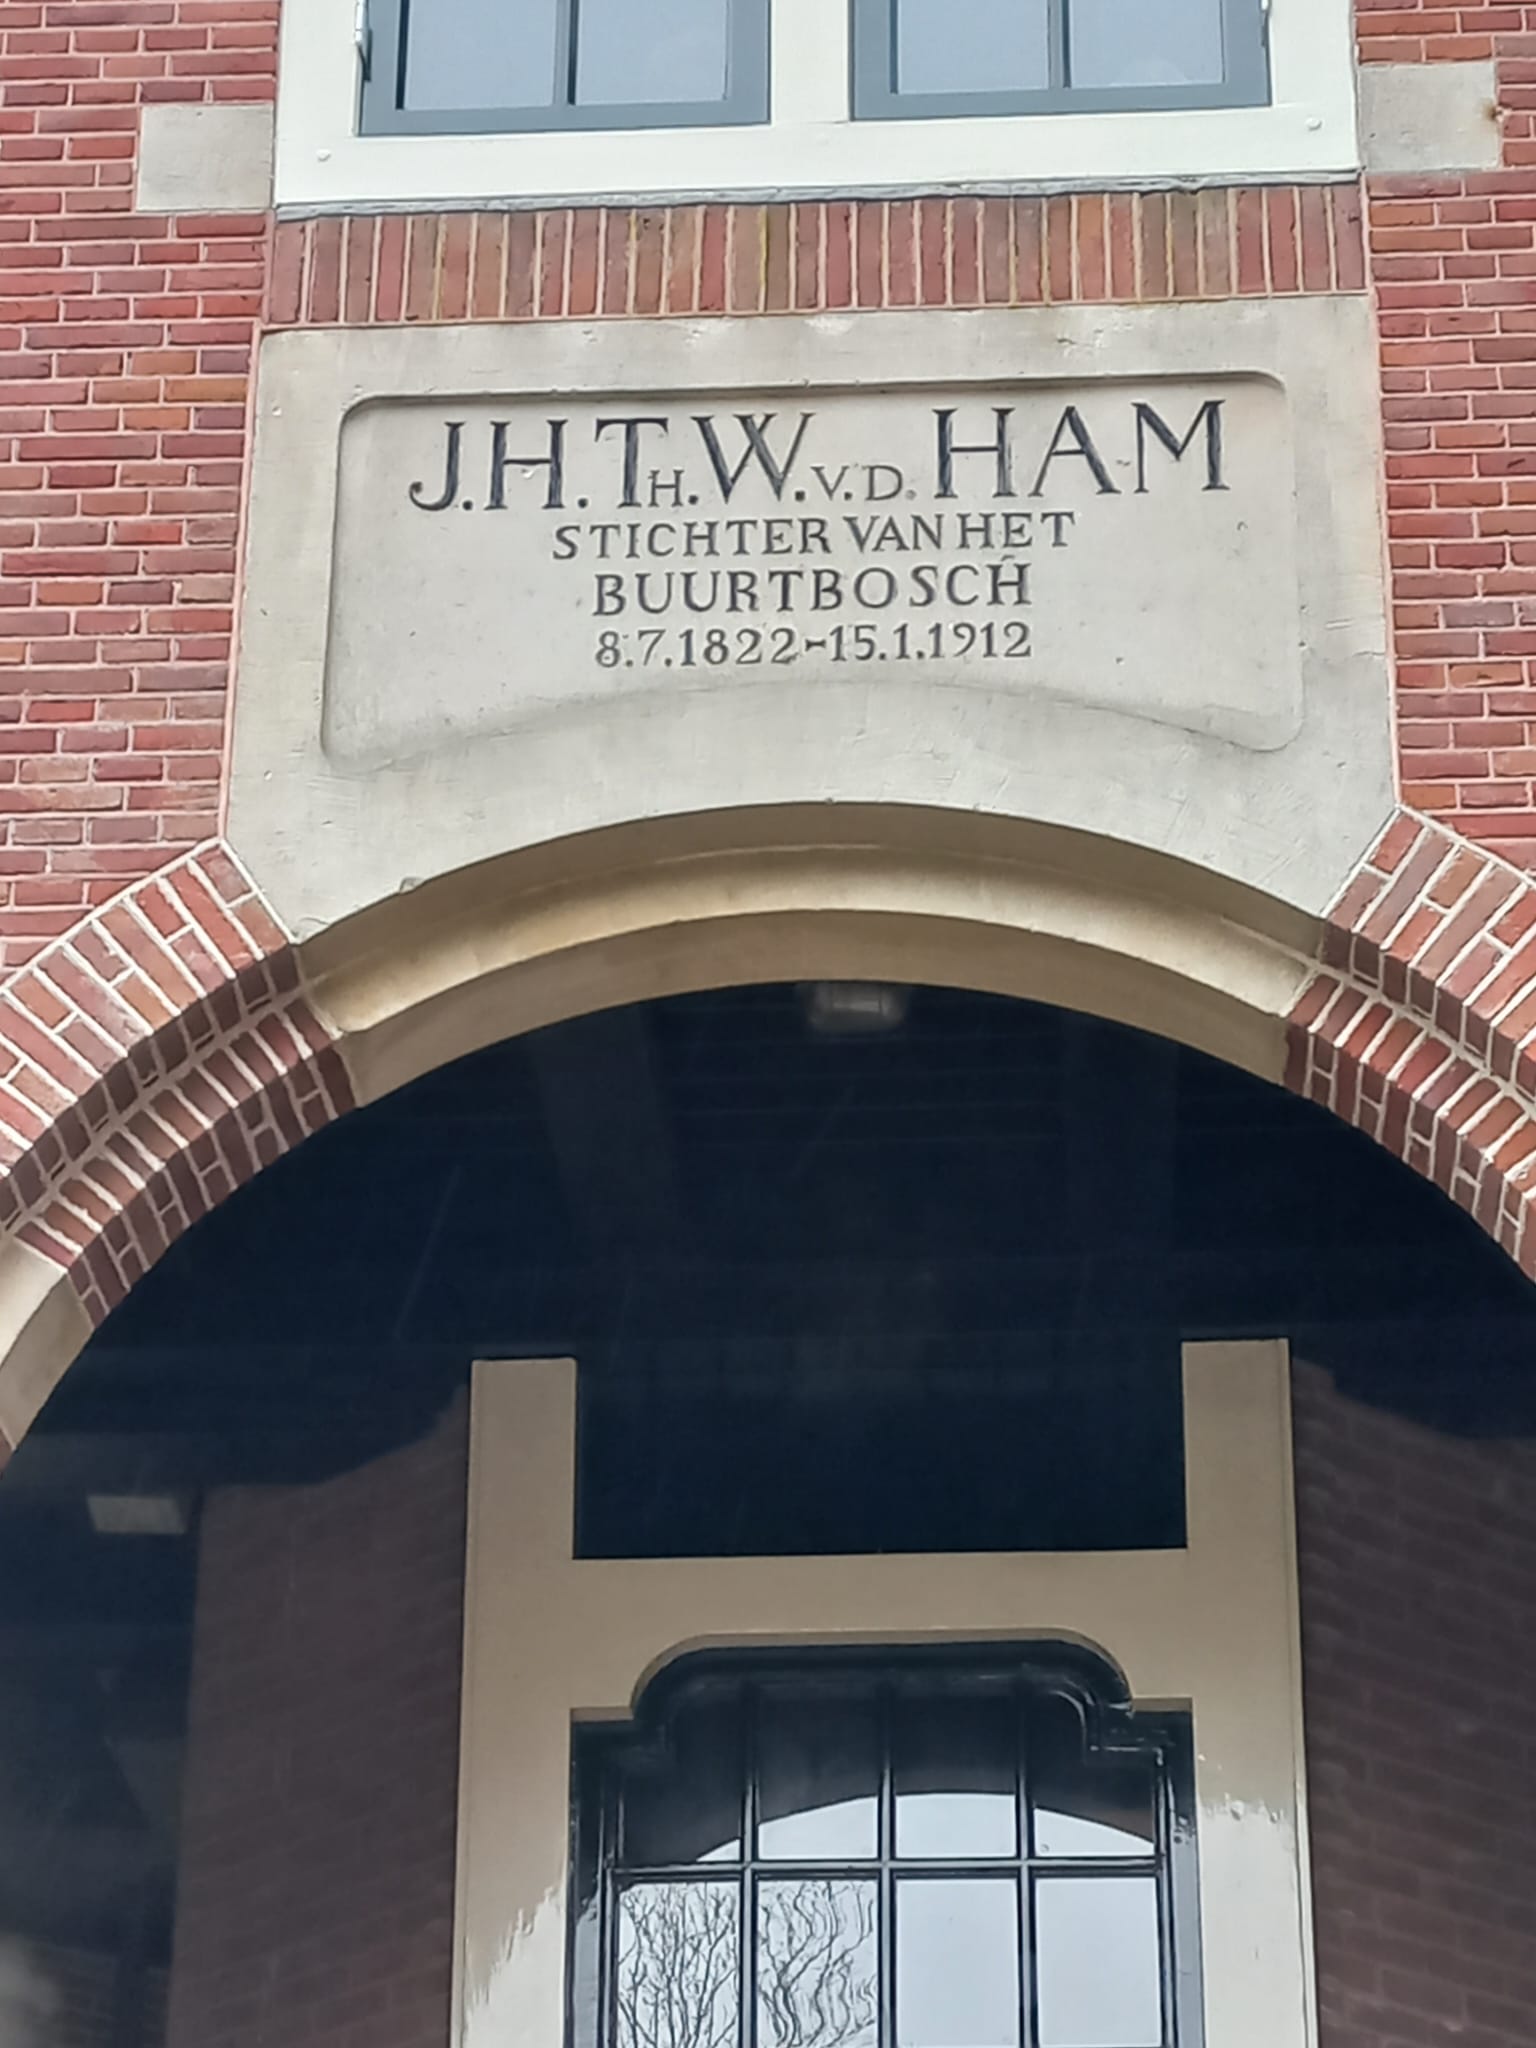 J.H.TH.W.V.D.HAM
STICHTER VAN HET
BUURTBOSCH
8.7.1822-15.1.1912